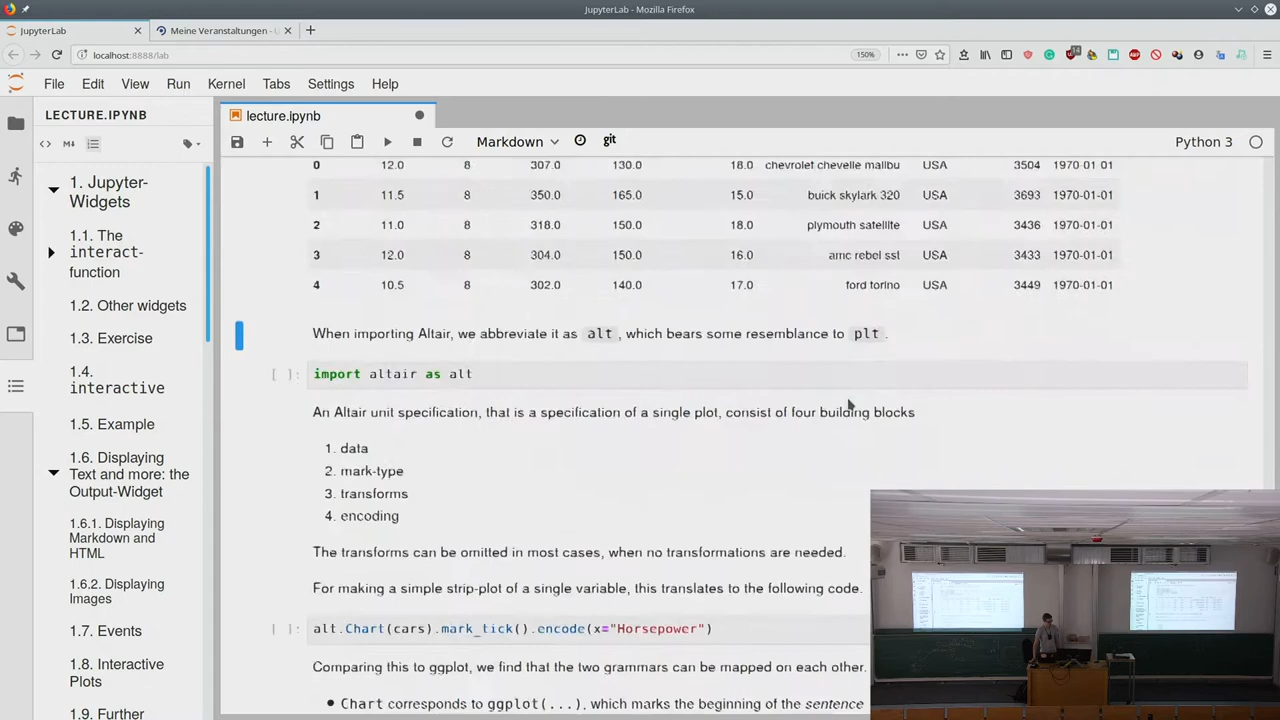 JupyterLab - Mozilla Firefox
JupyterLab
Meine Veranstaltungen - U
localhost:8888/lab
150%
14
File Edit View Run Kernel Tabs Settings Help
LECTURE.IPYNB
lecture.ipynb
Markdown
git
Python 3
1. Jupyter-
Widgets
1.1. The
interact-
function
1.2. Other widgets
1.3. Exercise
1.4.
interactive
1.5. Example
1.6. Displaying
Text and more: the
Output-Widget
1.6.1. Displaying
Markdown and
HTML
1.6.2. Displaying
Images
1.7. Events
1.8. Interactive
Plots
1.9. Further
0 12.0 8 307.0 130.0 18.0 chevrolet chevelle malibu USA 3504 1970-01-01
1 11.5 8 350.0 165.0 15.0 buick skylark 320 USA 3693 1970-01-01
2 11.0 8 318.0 150.0 18.0 plymouth satellite USA 3436 1970-01-01
3 12.0 8 304.0 150.0 16.0 amc rebel sst USA 3433 1970-01-01
4 10.5 8 302.0 140.0 17.0 ford torino USA 3449 1970-01-01
When importing Altair, we abbreviate it as alt , which bears some resemblance to plt .
[ ]: import altair as alt
An Altair unit specification, that is a specification of a single plot, consist of four building blocks
1. data
2. mark-type
3. transforms
4. encoding
The transforms can be omitted in most cases, when no transformations are needed.
For making a simple strip-plot of a single variable, this translates to the following code.
[ ]: alt.Chart(cars).mark_tick().encode(x="Horsepower")
Comparing this to ggplot, we find that the two grammars can be mapped on each other.
• Chart corresponds to ggplot(...), which marks the beginning of the sentence